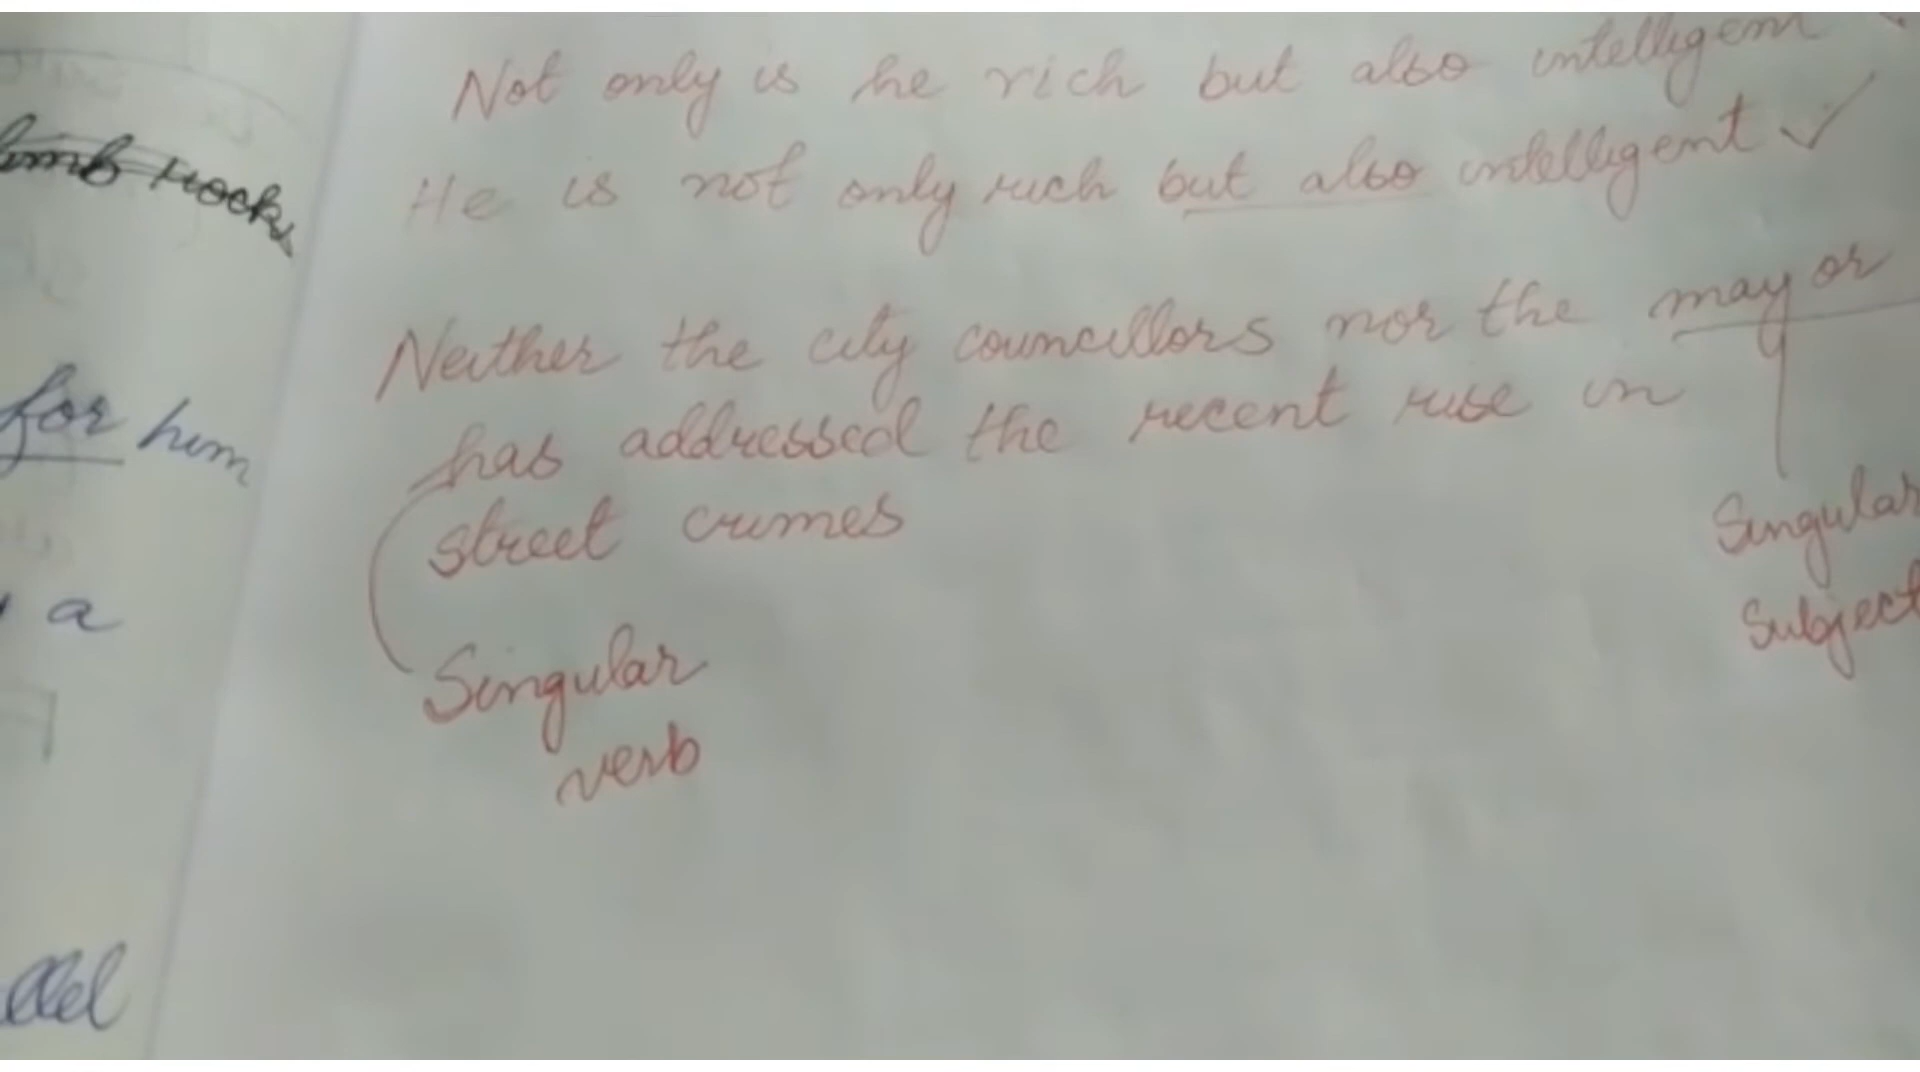 Not only is he rich but also intelligent
He is not only rich but also intelligent ✓
Neither the city councillors nor the mayor
has addressed the recent rise in
street crimes
Singular
Subject
Singular
verb
rock
for him
a